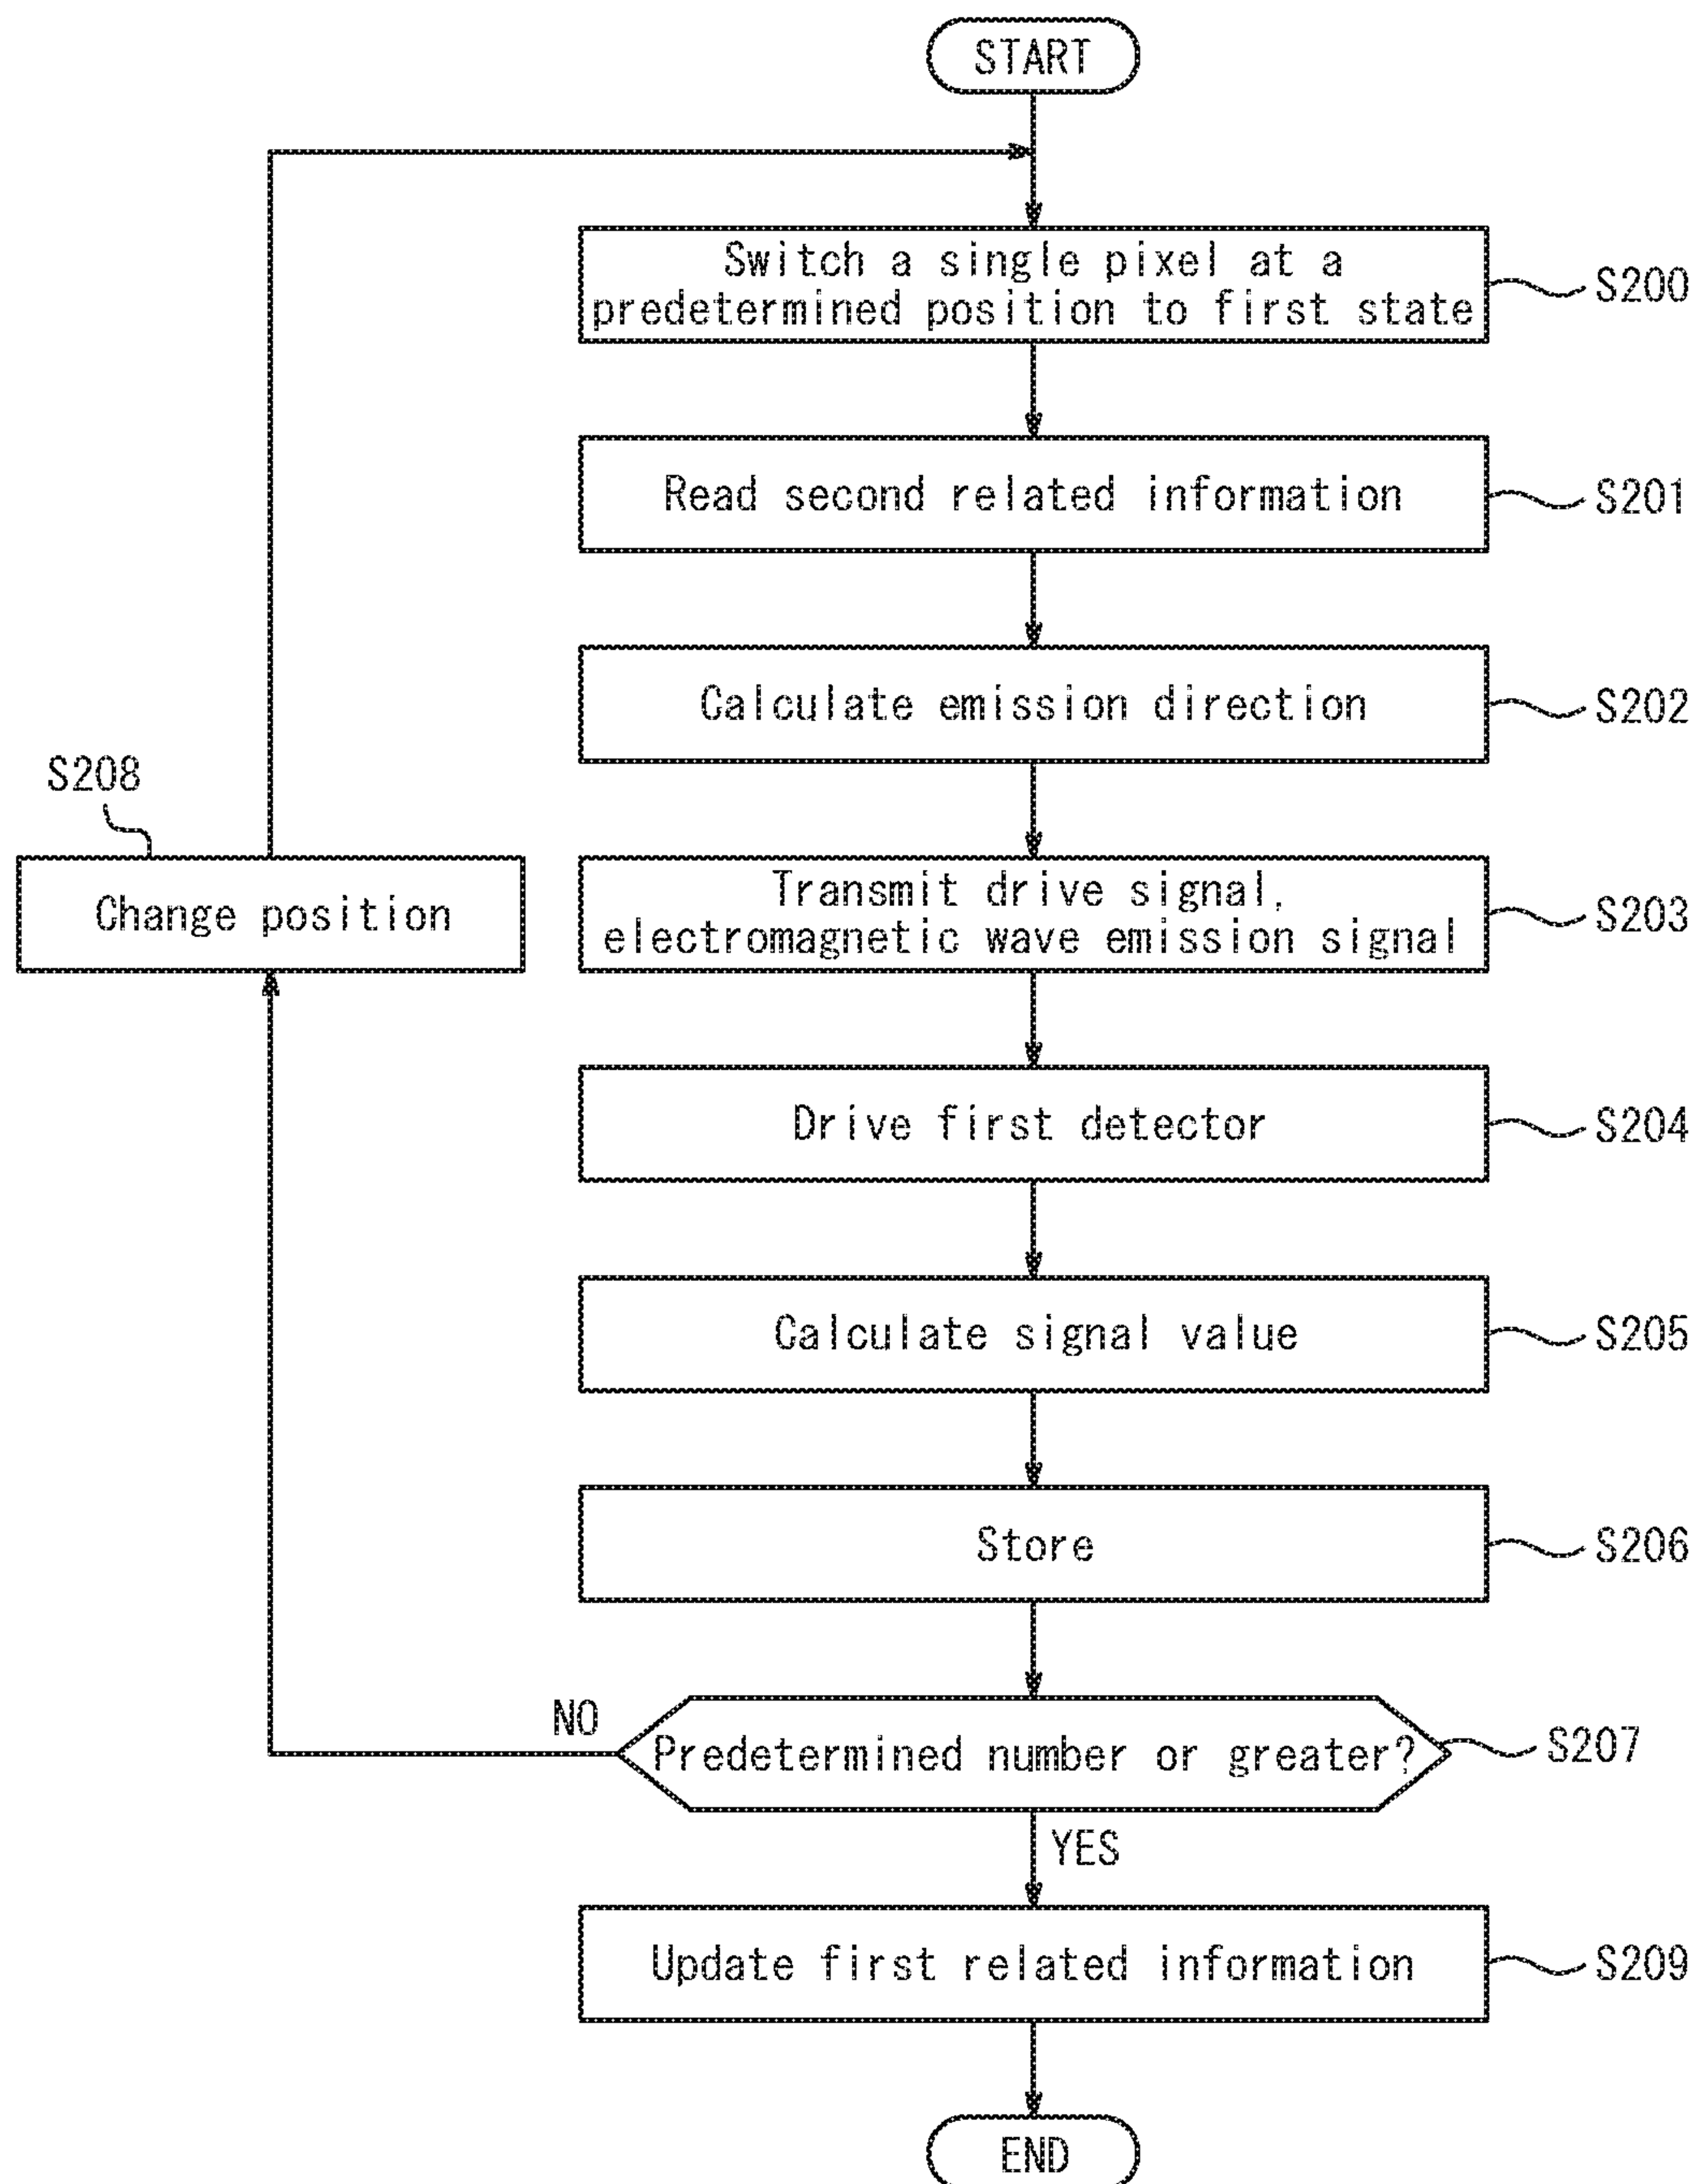 START
Switch a single pixel at a
predetermined position to first state
S200
Read second related information
S201
Calculate emission direction
S202
S208
Change position
Transmit drive signal,
electromagnetic wave emission signal
S203
Drive first detector
S204
Calculate signal value
S205
Store
S206
NO
Predetermined number or greater?
S207
YES
Update first related information
S209
END